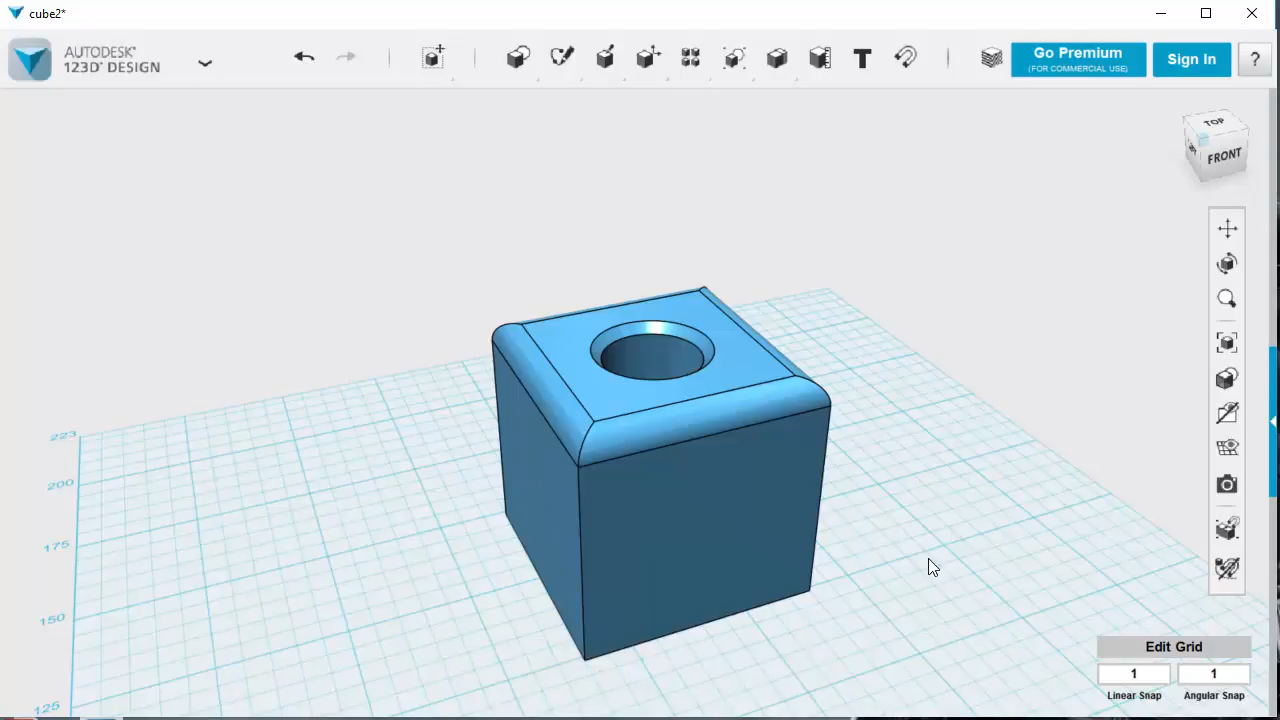 cube2*
AUTODESK®
123D® DESIGN
T
Go Premium
(FOR COMMERCIAL USE)
Sign In
?
TOP
FRONT
223
200
175
150
125
Edit Grid
1
1
Linear Snap
Angular Snap